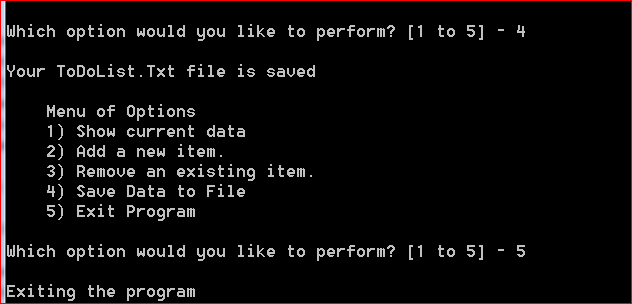 Which option would you like to perform? [1 to 5] - 4
Your ToDoList.Txt file is saved
Menu of Options
1) Show current data
2) Add a new item.
3) Remove an existing item.
4) Save Data to File
5) Exit Program
Which option would you like to perform? [1 to 5] - 5
Exiting the program